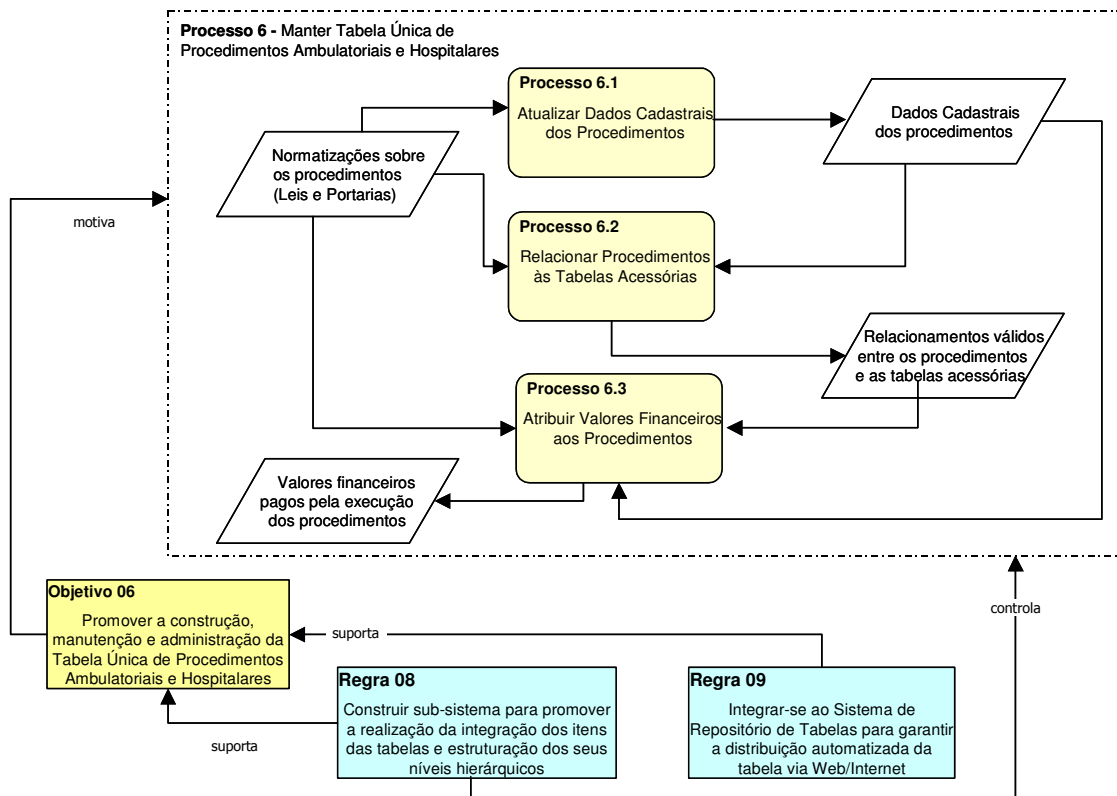 Processo 6 - Manter Tabela Única de
Procedimentos Ambulatoriais e Hospitalares
Processo 6.1
Atualizar Dados Cadastrais
dos Procedimentos
Dados Cadastrais
dos procedimentos
Normatizações sobre
os procedimentos
(Leis e Portarias)
motiva
Processo 6.2
Relacionar Procedimentos
às Tabelas Acessórias
Relacionamentos válidos
entre os procedimentos
e as tabelas acessórias
Processo 6.3
Atribuir Valores Financeiros
aos Procedimentos
Valores financeiros
pagos pela execução
dos procedimentos
Objetivo 06
Promover a construção,
manutenção e administração da
Tabela Única de Procedimentos
Ambulatoriais e Hospitalares
suporta
controla
Regra 08
Construir sub-sistema para promover
a realização da integração dos itens
das tabelas e estruturação dos seus
níveis hierárquicos
suporta
Regra 09
Integrar-se ao Sistema de
Repositório de Tabelas para garantir
a distribuição automatizada da
tabela via Web/Internet